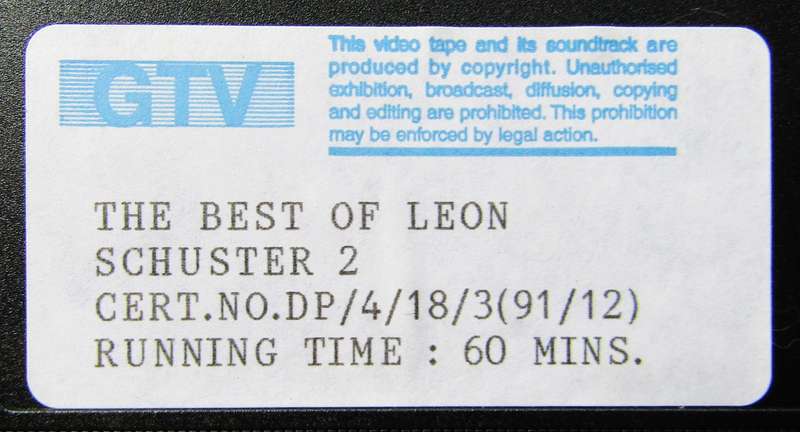 GTV
This video tape and its soundtrack are
produced by copyright. Unauthorised
exhibition, broadcast, diffusion, copying
and editing are prohibited. This prohibition
may be enforced by legal action.
THE BEST OF LEON
SCHUSTER 2
CERT.NO.DP/4/18/3(91/12)
RUNNING TIME : 60 MINS.